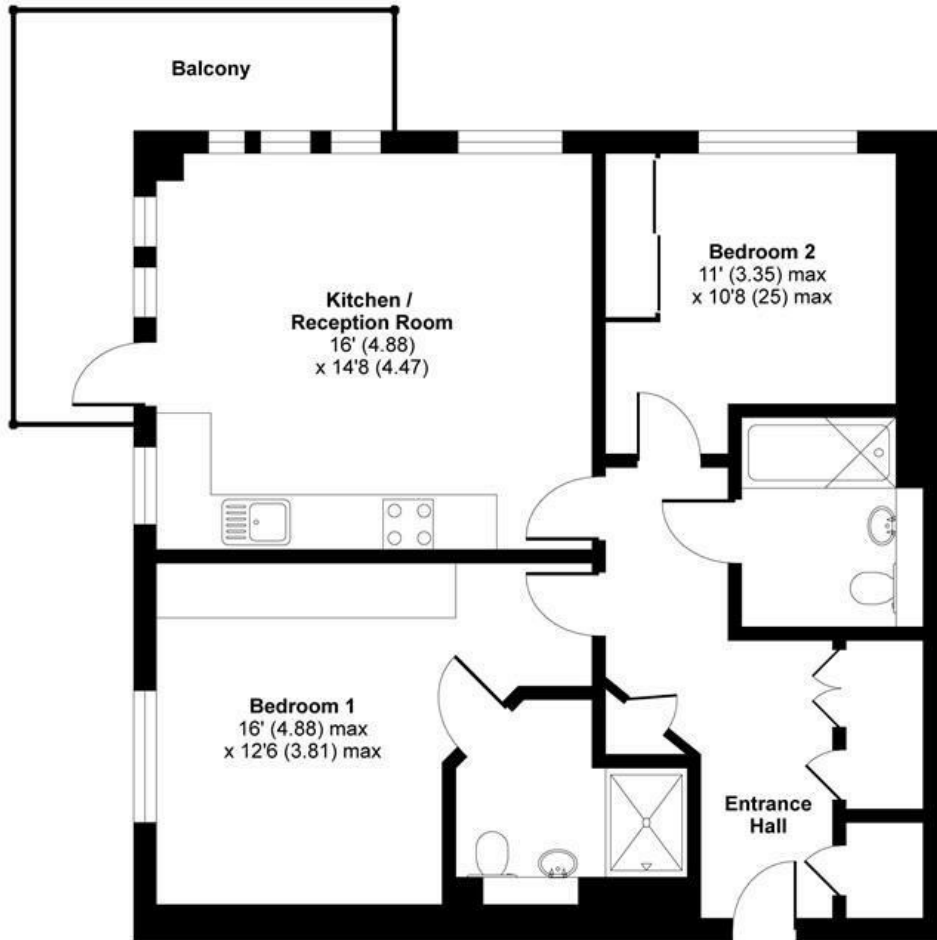 Balcony
Kitchen /
Reception Room
16' (4.88)
x 14'8 (4.47)
Bedroom 2
11' (3.35) max
x 10'8 (25) max
Bedroom 1
16' (4.88) max
x 12'6 (3.81) max
Entrance
Hall